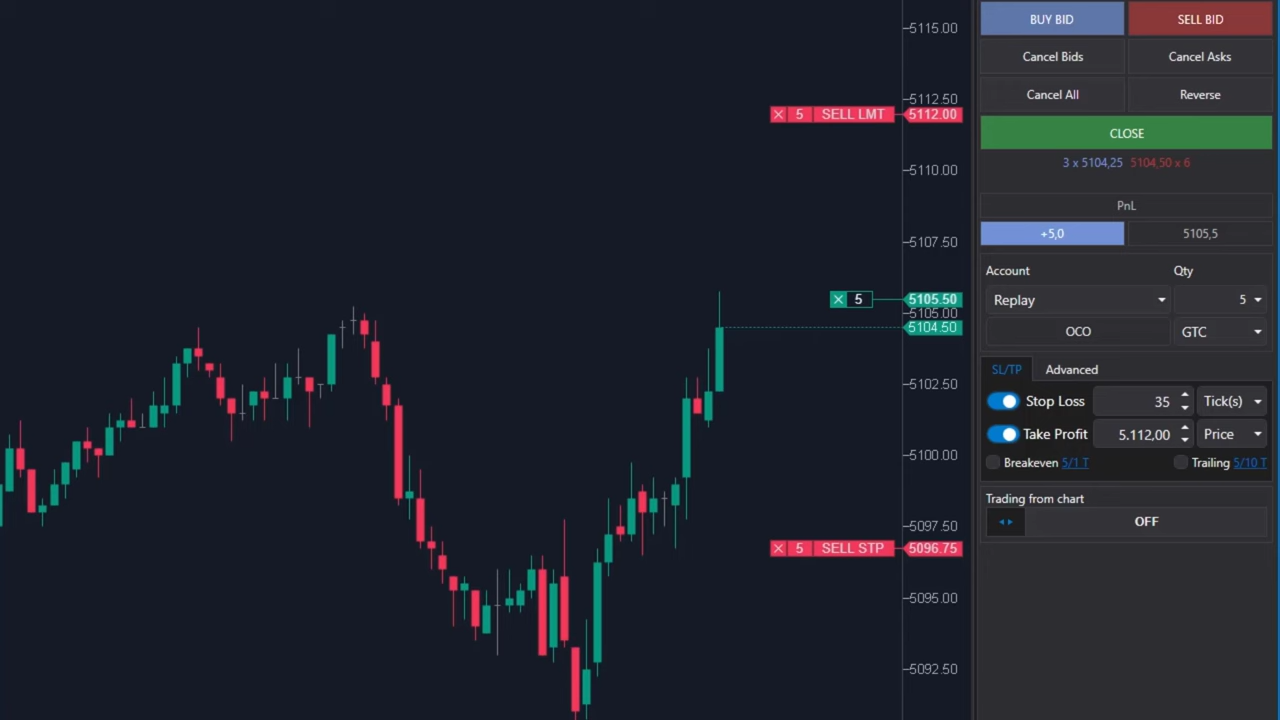 5115.00
BUY BID SELL BID
Cancel Bids Cancel Asks
Cancel All Reverse
5112.50
5 SELL LMT 5112.00
CLOSE
3 x 5104,25 5104,50 x 6
5110.00
PnL
+5,0 5105,5
5107.50
Account Qty
Replay 5
5 5105.50
5105.00
5104.50
OCO GTC
SL/TP Advanced
5102.50
Stop Loss 35 Tick(s)
Take Profit 5.112,00 Price
5100.00
Breakeven 5/1 T Trailing 5/10 T
Trading from chart
OFF
5097.50
5 SELL STP 5096.75
5095.00
5092.50